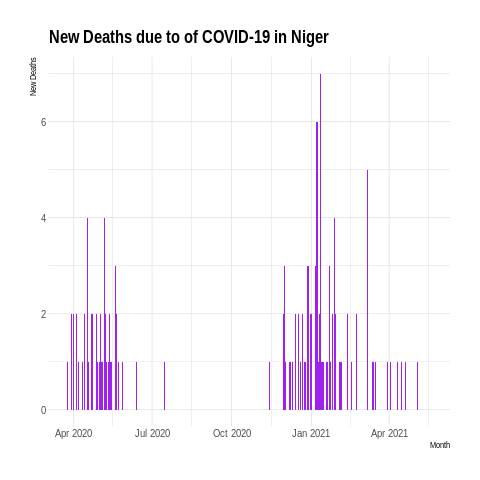 New Deaths due to of COVID-19 in Niger
New Deaths
6
4
2
0
Apr 2020 Jul 2020 Oct 2020 Jan 2021 Apr 2021
Month